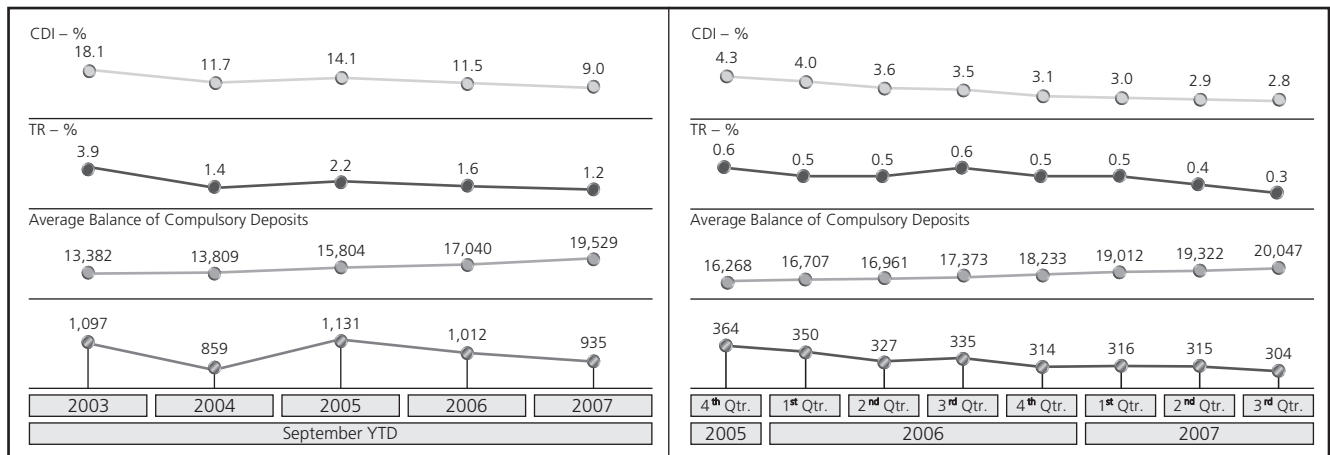 CDI – %
18.1 11.7 14.1 11.5 9.0
TR – %
3.9 1.4 2.2 1.6 1.2
Average Balance of Compulsory Deposits
13,382 13,809 15,804 17,040 19,529
1,097 859 1,131 1,012 935
2003 2004 2005 2006 2007
September YTD
CDI – %
4.3 4.0 3.6 3.5 3.1 3.0 2.9 2.8
TR – %
0.6 0.5 0.5 0.6 0.5 0.5 0.4 0.3
Average Balance of Compulsory Deposits
16,268 16,707 16,961 17,373 18,233 19,012 19,322 20,047
364 350 327 335 314 316 315 304
4th Qtr. 1st Qtr. 2nd Qtr. 3rd Qtr. 4th Qtr. 1st Qtr. 2nd Qtr. 3rd Qtr.
2005 2006 2007